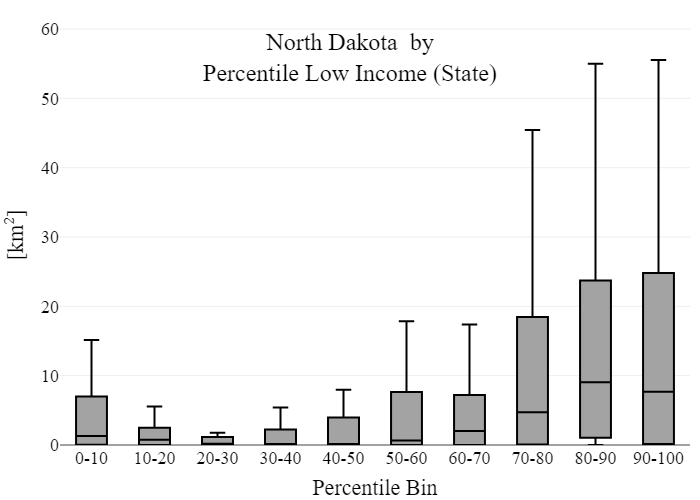 North Dakota  by
Percentile Low Income (State)
60
50
40
30
20
10
0
[km²]
0-10 10-20 20-30 30-40 40-50 50-60 60-70 70-80 80-90 90-100
Percentile Bin